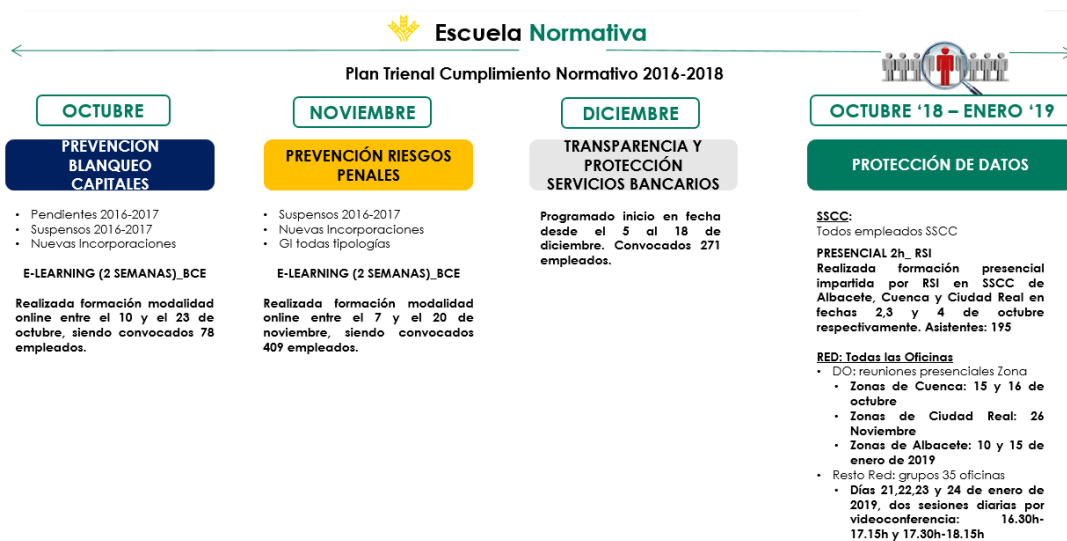 Escuela Normativa
Plan Trienal Cumplimiento Normativo 2016-2018
OCTUBRE
PREVENCIÓN
BLANQUEO
CAPITALES
• Pendientes 2016-2017
• Suspensos 2016-2017
• Nuevas Incorporaciones
E-LEARNING (2 SEMANAS)_BCE
Realizada formación modalidad
online entre el 10 y el 23 de
octubre, siendo convocados 78
empleados.
NOVIEMBRE
PREVENCIÓN RIESGOS
PENALES
• Suspensos 2016-2017
• Nuevas Incorporaciones
• GI todas tipologías
E-LEARNING (2 SEMANAS)_BCE
Realizada formación modalidad
online entre el 7 y el 20 de
noviembre, siendo convocados
409 empleados.
DICIEMBRE
TRANSPARENCIA Y
PROTECCIÓN
SERVICIOS BANCARIOS
Programado inicio en fecha
desde el 5 al 18 de
diciembre. Convocados 271
empleados.
OCTUBRE ‘18 – ENERO ‘19
PROTECCIÓN DE DATOS
SSCC:
Todos empleados SSCC
PRESENCIAL 2h_ RSI
Realizada formación presencial
impartida por RSI en SSCC de
Albacete, Cuenca y Ciudad Real en
fechas 2,3 y 4 de octubre
respectivamente. Asistentes: 195
RED: Todas las Oficinas
• DO: reuniones presenciales Zona
• Zonas de Cuenca: 15 y 16 de
octubre
• Zonas de Ciudad Real: 26
Noviembre
• Zonas de Albacete: 10 y 15 de
enero de 2019
• Resto Red: grupos 35 oficinas
• Días 21,22,23 y 24 de enero de
2019, dos sesiones diarias por
videoconferencia: 16.30h-
17.15h y 17.30h-18.15h